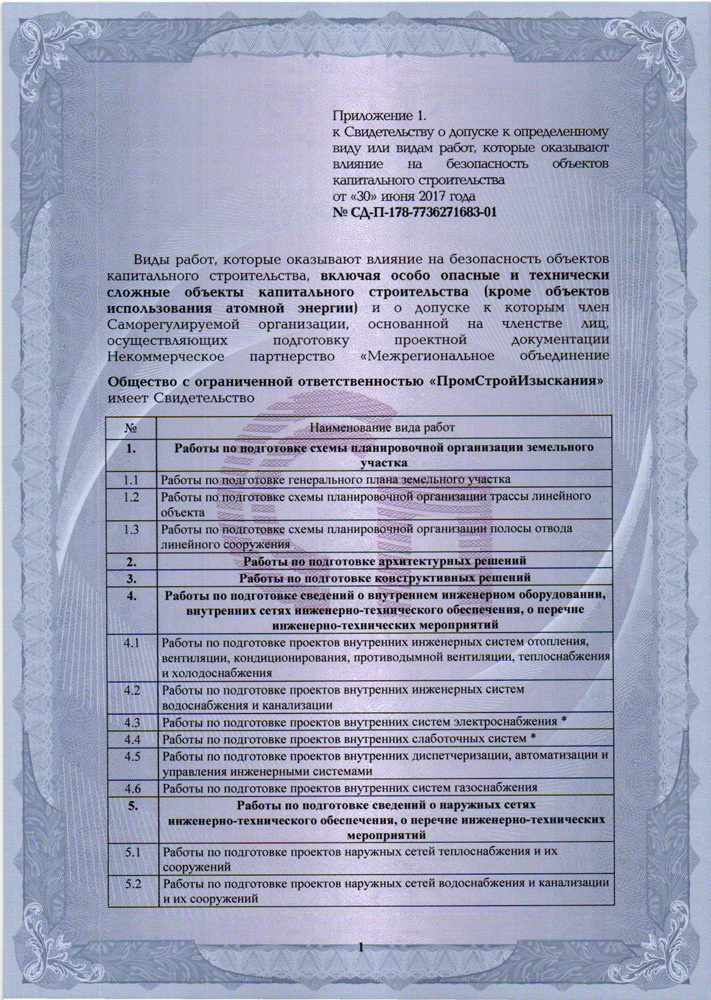 Приложение 1.
к Свидетельству о допуске к определенному
виду или видам работ, которые оказывают
влияние на безопасность объектов
капитального строительства
от «30» июня 2017 года
№ СД-П-178-7736271683-01
Виды работ, которые оказывают влияние на безопасность объектов
капитального строительства, включая особо опасные и технически
сложные объекты капитального строительства (кроме объектов
использования атомной энергии) и о допуске к которым член
Саморегулируемой организации, основанной на членстве лиц,
осуществляющих подготовку проектной документации
Некоммерческое партнерство «Межрегиональное объединение
Общество с ограниченной ответственностью «ПромСтройИзыскания»
имеет Свидетельство
№ Наименование вида работ
1. Работы по подготовке схемы планировочной организации земельного
участка
1.1 Работы по подготовке генерального плана земельного участка
1.2 Работы по подготовке схемы планировочной организации трассы линейного
объекта
1.3 Работы по подготовке схемы планировочной организации полосы отвода
линейного сооружения
2. Работы по подготовке архитектурных решений
3. Работы по подготовке конструктивных решений
4. Работы по подготовке сведений о внутреннем инженерном оборудовании,
внутренних сетях инженерно-технического обеспечения, о перечне
инженерно-технических мероприятий
4.1 Работы по подготовке проектов внутренних инженерных систем отопления,
вентиляции, кондиционирования, противодымной вентиляции, теплоснабжения
и холодоснабжения
4.2 Работы по подготовке проектов внутренних инженерных систем
водоснабжения и канализации
4.3 Работы по подготовке проектов внутренних систем электроснабжения *
4.4 Работы по подготовке проектов внутренних слаботочных систем *
4.5 Работы по подготовке проектов внутренних диспетчеризации, автоматизации и
управления инженерными системами
4.6 Работы по подготовке проектов внутренних систем газоснабжения
5. Работы по подготовке сведений о наружных сетях
инженерно-технического обеспечения, о перечне инженерно-технических
мероприятий
5.1 Работы по подготовке проектов наружных сетей теплоснабжения и их
сооружений
5.2 Работы по подготовке проектов наружных сетей водоснабжения и канализации
и их сооружений
1